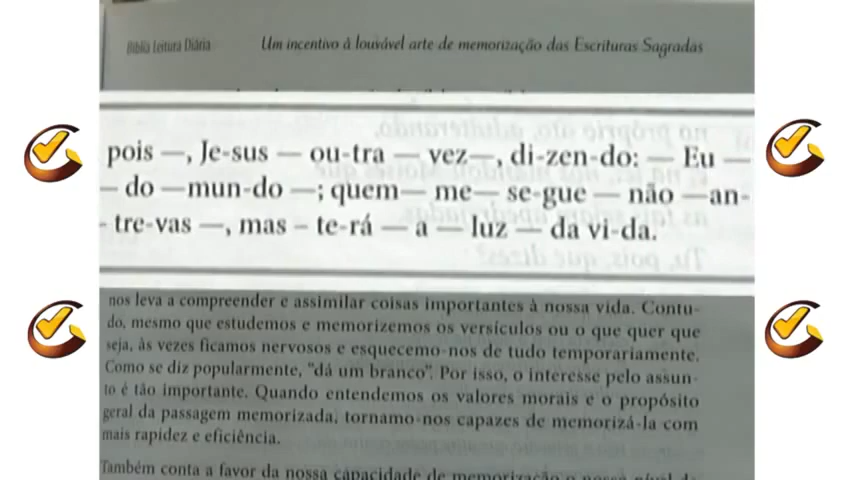 Bíblia Leitura Diária Um incentivo à louvável arte de memorização das Escrituras Sagradas
pois —, Je-sus — ou-tra — vez—, di-zen-do: — Eu —
— do —mun-do —; quem— me— se-gue — não —an-
- tre-vas —, mas – te-rá — a — luz — da vi-da.
nos leva a compreender e assimilar coisas importantes à nossa vida. Contu-
do, mesmo que estudemos e memorizemos os versículos ou o que quer que
seja, às vezes ficamos nervosos e esquecemo-nos de tudo temporariamente.
Como se diz popularmente, "dá um branco". Por isso, o interesse pelo assun-
to é tão importante. Quando entendemos os valores morais e o propósito
geral da passagem memorizada, tornamo-nos capazes de memorizá-la com
mais rapidez e eficiência.
Também conta a favor da nossa capacidade de memorização o nosso nível de